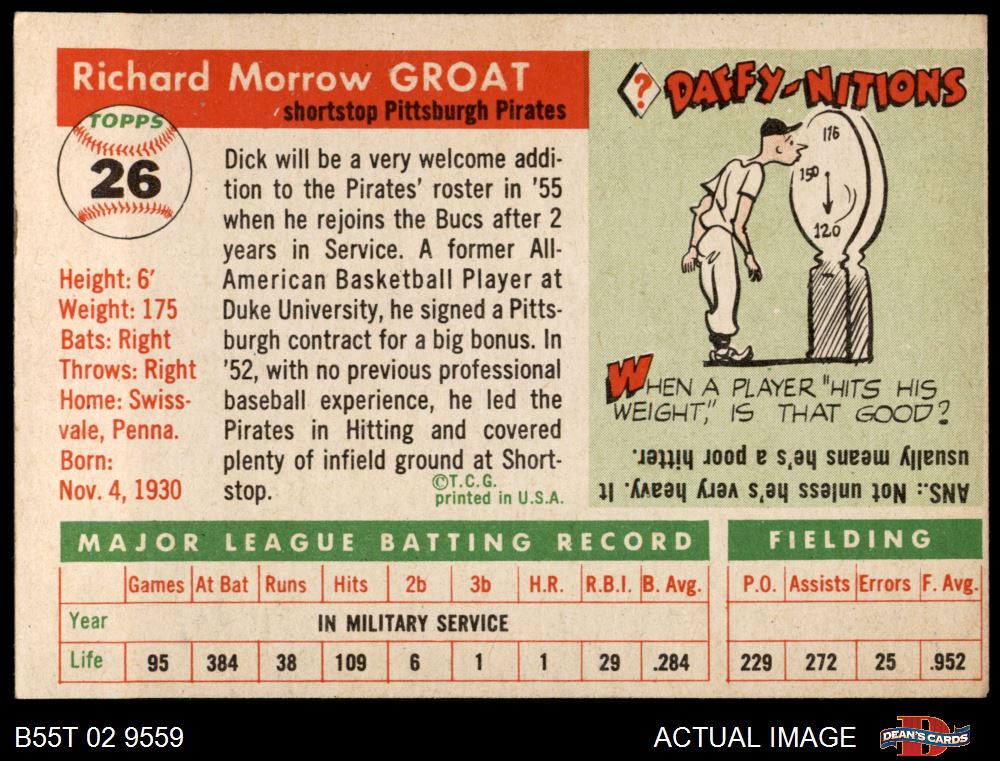 Richard Morrow GROAT
shortstop Pittsburgh Pirates
TOPPS
26
Height: 6'
Weight: 175
Bats: Right
Throws: Right
Home: Swiss-
vale, Penna.
Born:
Nov. 4, 1930
Dick will be a very welcome addi-
tion to the Pirates' roster in '55
when he rejoins the Bucs after 2
years in Service. A former All-
American Basketball Player at
Duke University, he signed a Pitts-
burgh contract for a big bonus. In
'52, with no previous professional
baseball experience, he led the
Pirates in Hitting and covered
plenty of infield ground at Short-
stop.
©T.C.G.
printed in U.S.A.
? DAFFY-NITIONS
176
150
120
WHEN A PLAYER "HITS HIS
WEIGHT," IS THAT GOOD?
ANS.: Not unless he's very heavy. It
usually means he's a poor hitter.
MAJOR LEAGUE BATTING RECORD
FIELDING
Games At Bat Runs Hits 2b 3b H.R. R.B.I. B. Avg. P.O. Assists Errors F. Avg.
Year IN MILITARY SERVICE
Life 95 384 38 109 6 1 1 29 .284 229 272 25 .952
B55T 02 9559
ACTUAL IMAGE
DEAN'S CARDS